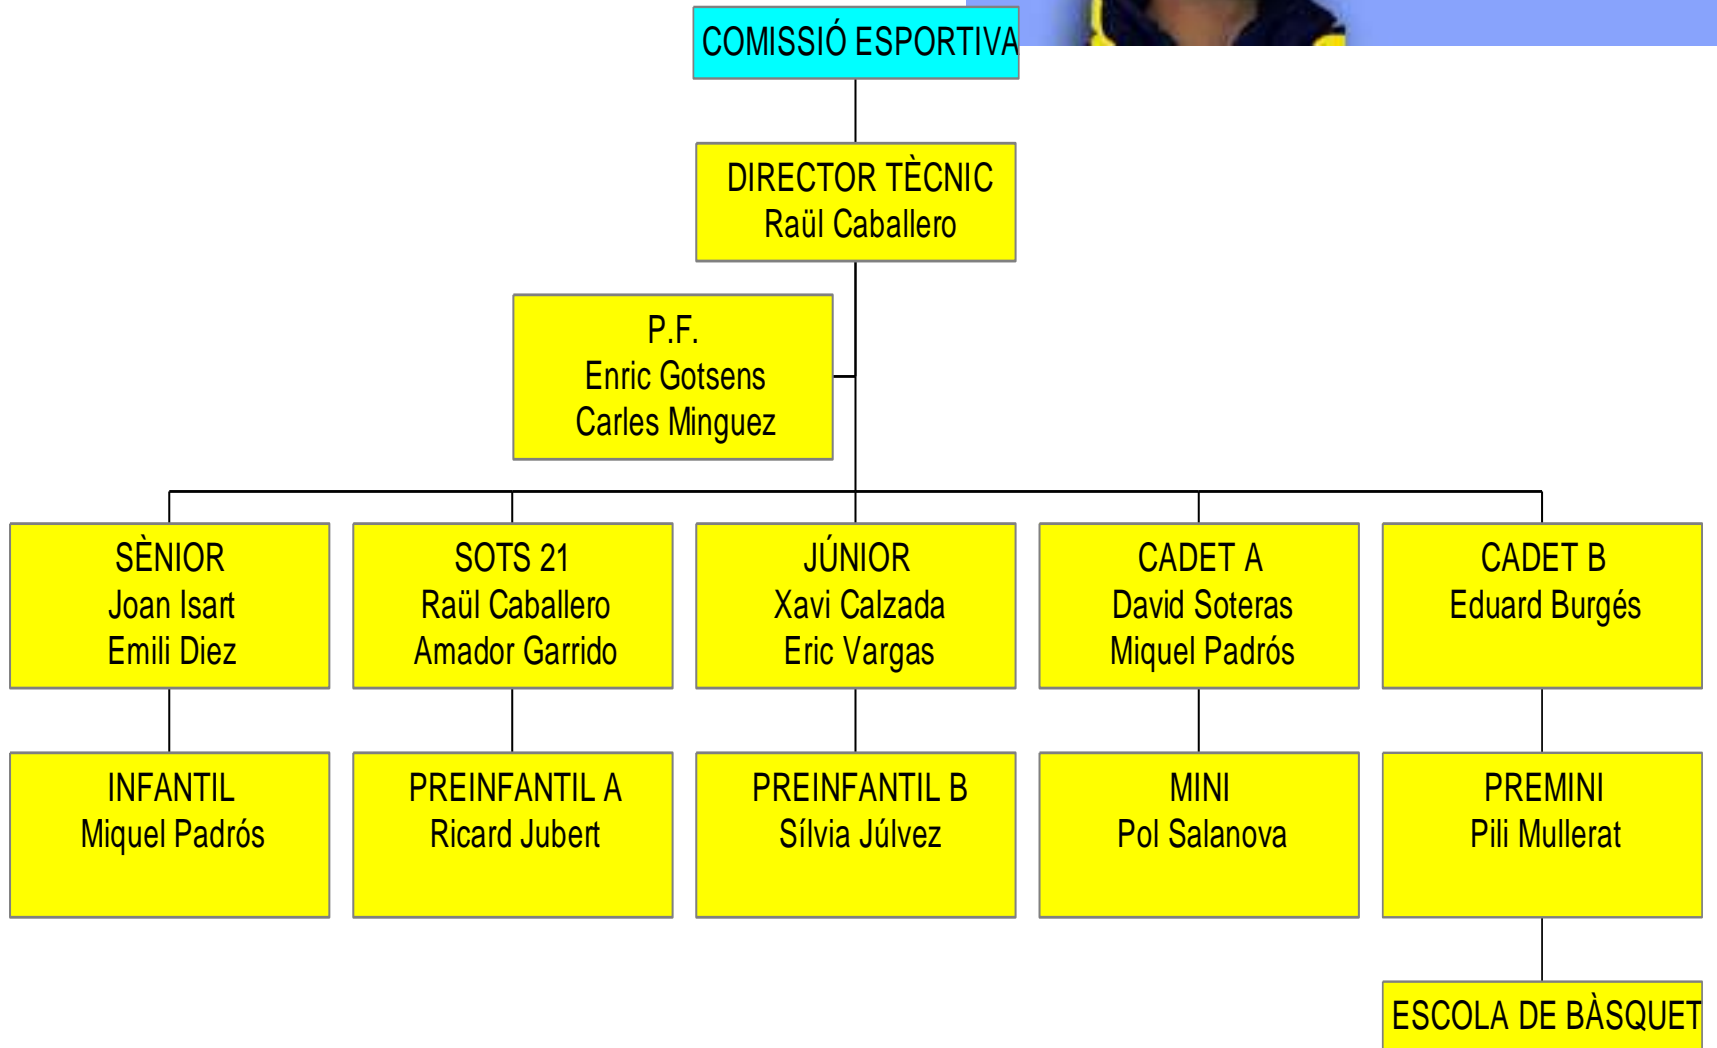 COMISSIÓ ESPORTIVA
DIRECTOR TÈCNIC
Raül Caballero
P.F.
Enric Gotsens
Carles Minguez
SÈNIOR
Joan Isart
Emili Diez
SOTS 21
Raül Caballero
Amador Garrido
JÚNIOR
Xavi Calzada
Eric Vargas
CADET A
David Soteras
Miquel Padrós
CADET B
Eduard Burgés
INFANTIL
Miquel Padrós
PREINFANTIL A
Ricard Jubert
PREINFANTIL B
Sílvia Júlvez
MINI
Pol Salanova
PREMINI
Pili Mullerat
ESCOLA DE BÀSQUET